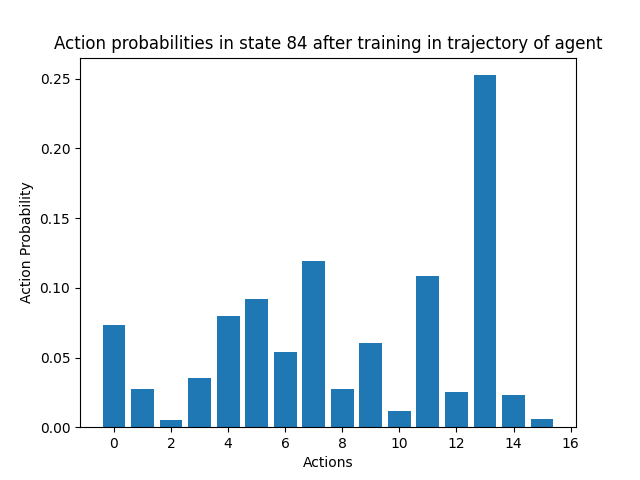 Action probabilities in state 84 after training in trajectory of agent
0.25
0.20
0.15
0.10
0.05
0.00
Action Probability
0 2 4 6 8 10 12 14 16
Actions